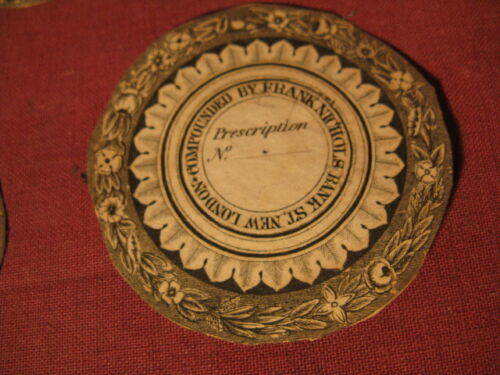 COMPOUNDED BY FRANK NICHOLS BANK ST. NEW LONDON.
Prescription
No.